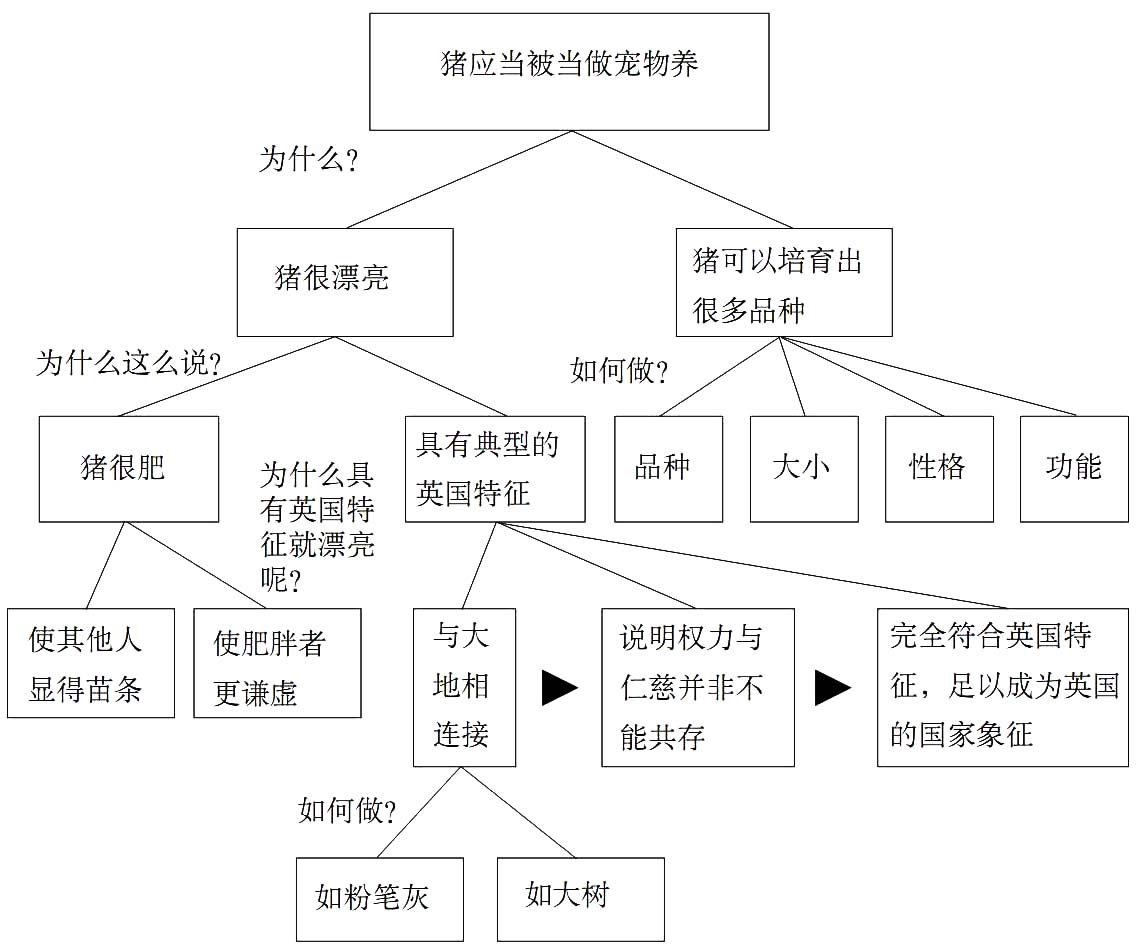 猪应当被当做宠物养
为什么？
猪很漂亮
猪可以培育出
很多品种
为什么这么说？
如何做？
猪很肥
为什么具
有英国特
征就漂亮
呢？
具有典型的
英国特征
品种
大小
性格
功能
使其他人
显得苗条
使肥胖者
更谦虚
与大
地相
连接
说明权力与
仁慈并非不
能共存
完全符合英国特
征，足以成为英国
的国家象征
如何做？
如粉笔灰
如大树